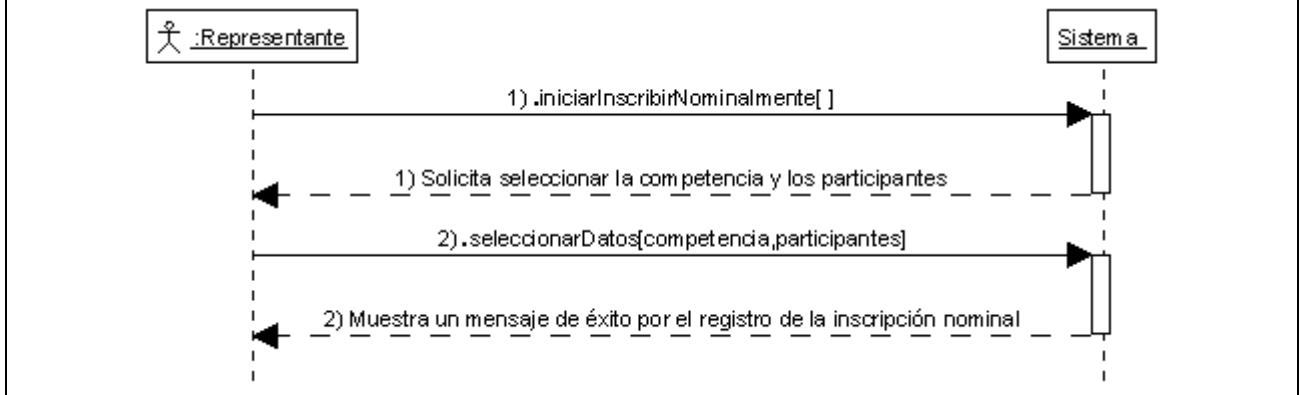 :Representante
Sistema
1) .iniciarInscribirNominalmente[ ]
1) Solicita seleccionar la competencia y los participantes
2).seleccionarDatos[competencia,participantes]
2) Muestra un mensaje de éxito por el registro de la inscripción nominal